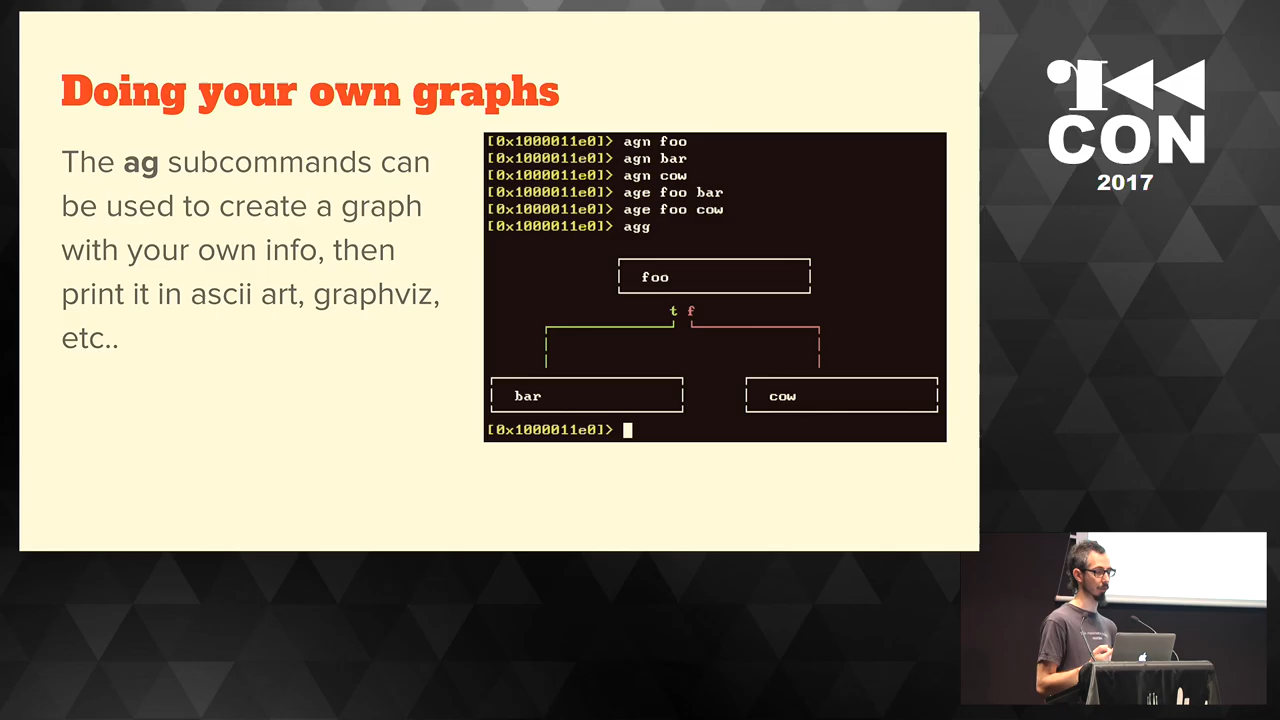 Doing your own graphs
The ag subcommands can
be used to create a graph
with your own info, then
print it in ascii art, graphviz,
etc..
[0x1000011e0]> agn foo
[0x1000011e0]> agn bar
[0x1000011e0]> agn cow
[0x1000011e0]> age foo bar
[0x1000011e0]> age foo cow
[0x1000011e0]> agg
foo
t f
bar cow
[0x1000011e0]>
CON
2017